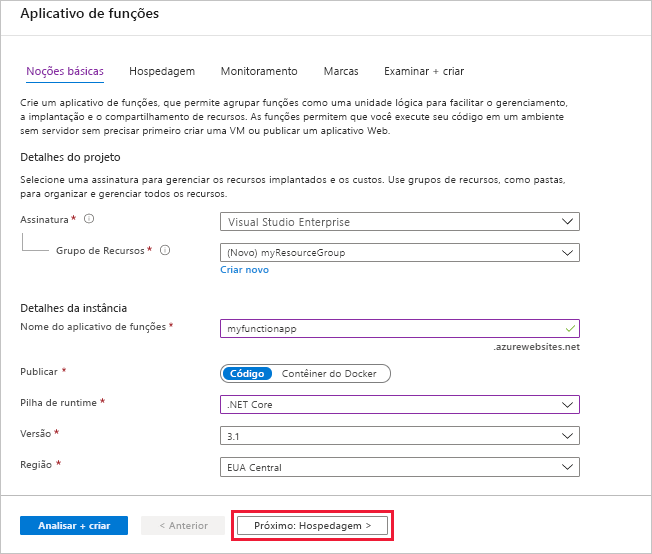 Aplicativo de funções
Noções básicas Hospedagem Monitoramento Marcas Examinar + criar
Crie um aplicativo de funções, que permite agrupar funções como uma unidade lógica para facilitar o gerenciamento,
a implantação e o compartilhamento de recursos. As funções permitem que você execute seu código em um ambiente
sem servidor sem precisar primeiro criar uma VM ou publicar um aplicativo Web.
Detalhes do projeto
Selecione uma assinatura para gerenciar os recursos implantados e os custos. Use grupos de recursos, como pastas,
para organizar e gerenciar todos os recursos.
Assinatura * Visual Studio Enterprise
Grupo de Recursos * (Novo) myResourceGroup
Criar novo
Detalhes da instância
Nome do aplicativo de funções * myfunctionapp
.azurewebsites.net
Publicar * Código Contêiner do Docker
Pilha de runtime * .NET Core
Versão * 3.1
Região * EUA Central
Analisar + criar < Anterior Próximo: Hospedagem >